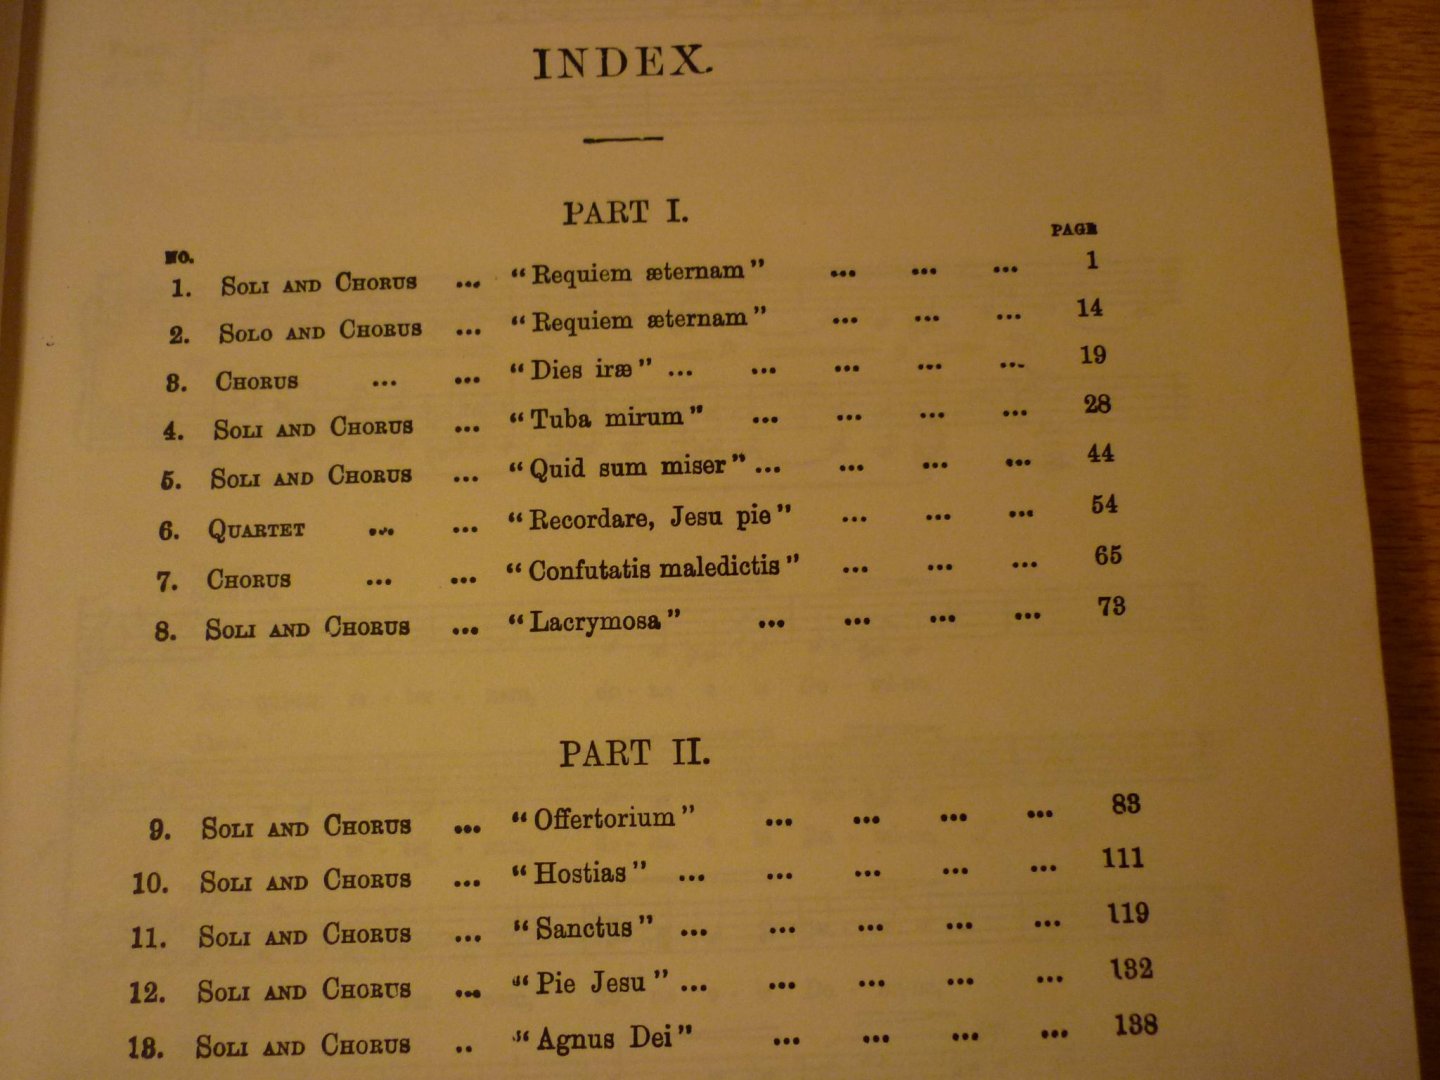 INDEX.
PART I.
NO. PAGE
1. SOLI AND CHORUS ... “Requiem æternam” ... ... ... 1
2. SOLO AND CHORUS ... “Requiem æternam” ... ... ... 14
3. CHORUS ... ... “Dies iræ” ... ... ... ... ... 19
4. SOLI AND CHORUS ... “Tuba mirum” ... ... ... ... 28
5. SOLI AND CHORUS ... “Quid sum miser” ... ... ... ... 44
6. QUARTET ... ... “Recordare, Jesu pie” ... ... ... 54
7. CHORUS ... ... “Confutatis maledictis” ... ... ... 65
8. SOLI AND CHORUS ... “Lacrymosa” ... ... ... ... 73
PART II.
9. SOLI AND CHORUS ... “Offertorium” ... ... ... ... 83
10. SOLI AND CHORUS ... “Hostias” ... ... ... ... ... 111
11. SOLI AND CHORUS ... “Sanctus” ... ... ... ... ... 119
12. SOLI AND CHORUS ... “Pie Jesu” ... ... ... ... ... 132
13. SOLI AND CHORUS .. “Agnus Dei” ... ... ... ... 138